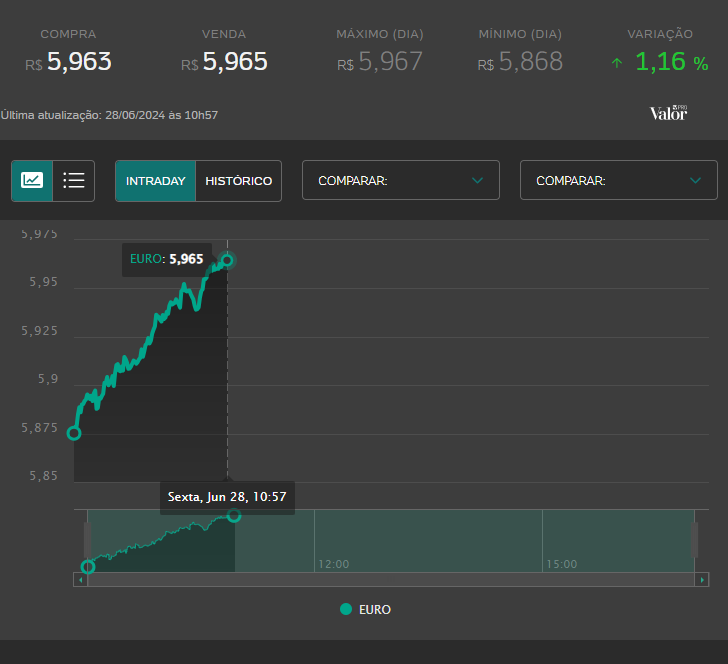 COMPRA VENDA MÁXIMO (DIA) MÍNIMO (DIA) VARIAÇÃO
R$ 5,963 R$ 5,965 R$ 5,967 R$ 5,868 ↑ 1,16 %
Última atualização: 28/06/2024 às 10h57
Valor PRO
INTRADAY HISTÓRICO COMPARAR: COMPARAR:
5,975
EURO: 5,965
5,95
5,925
5,9
5,875
5,85
Sexta, Jun 28, 10:57
12:00 15:00
EURO